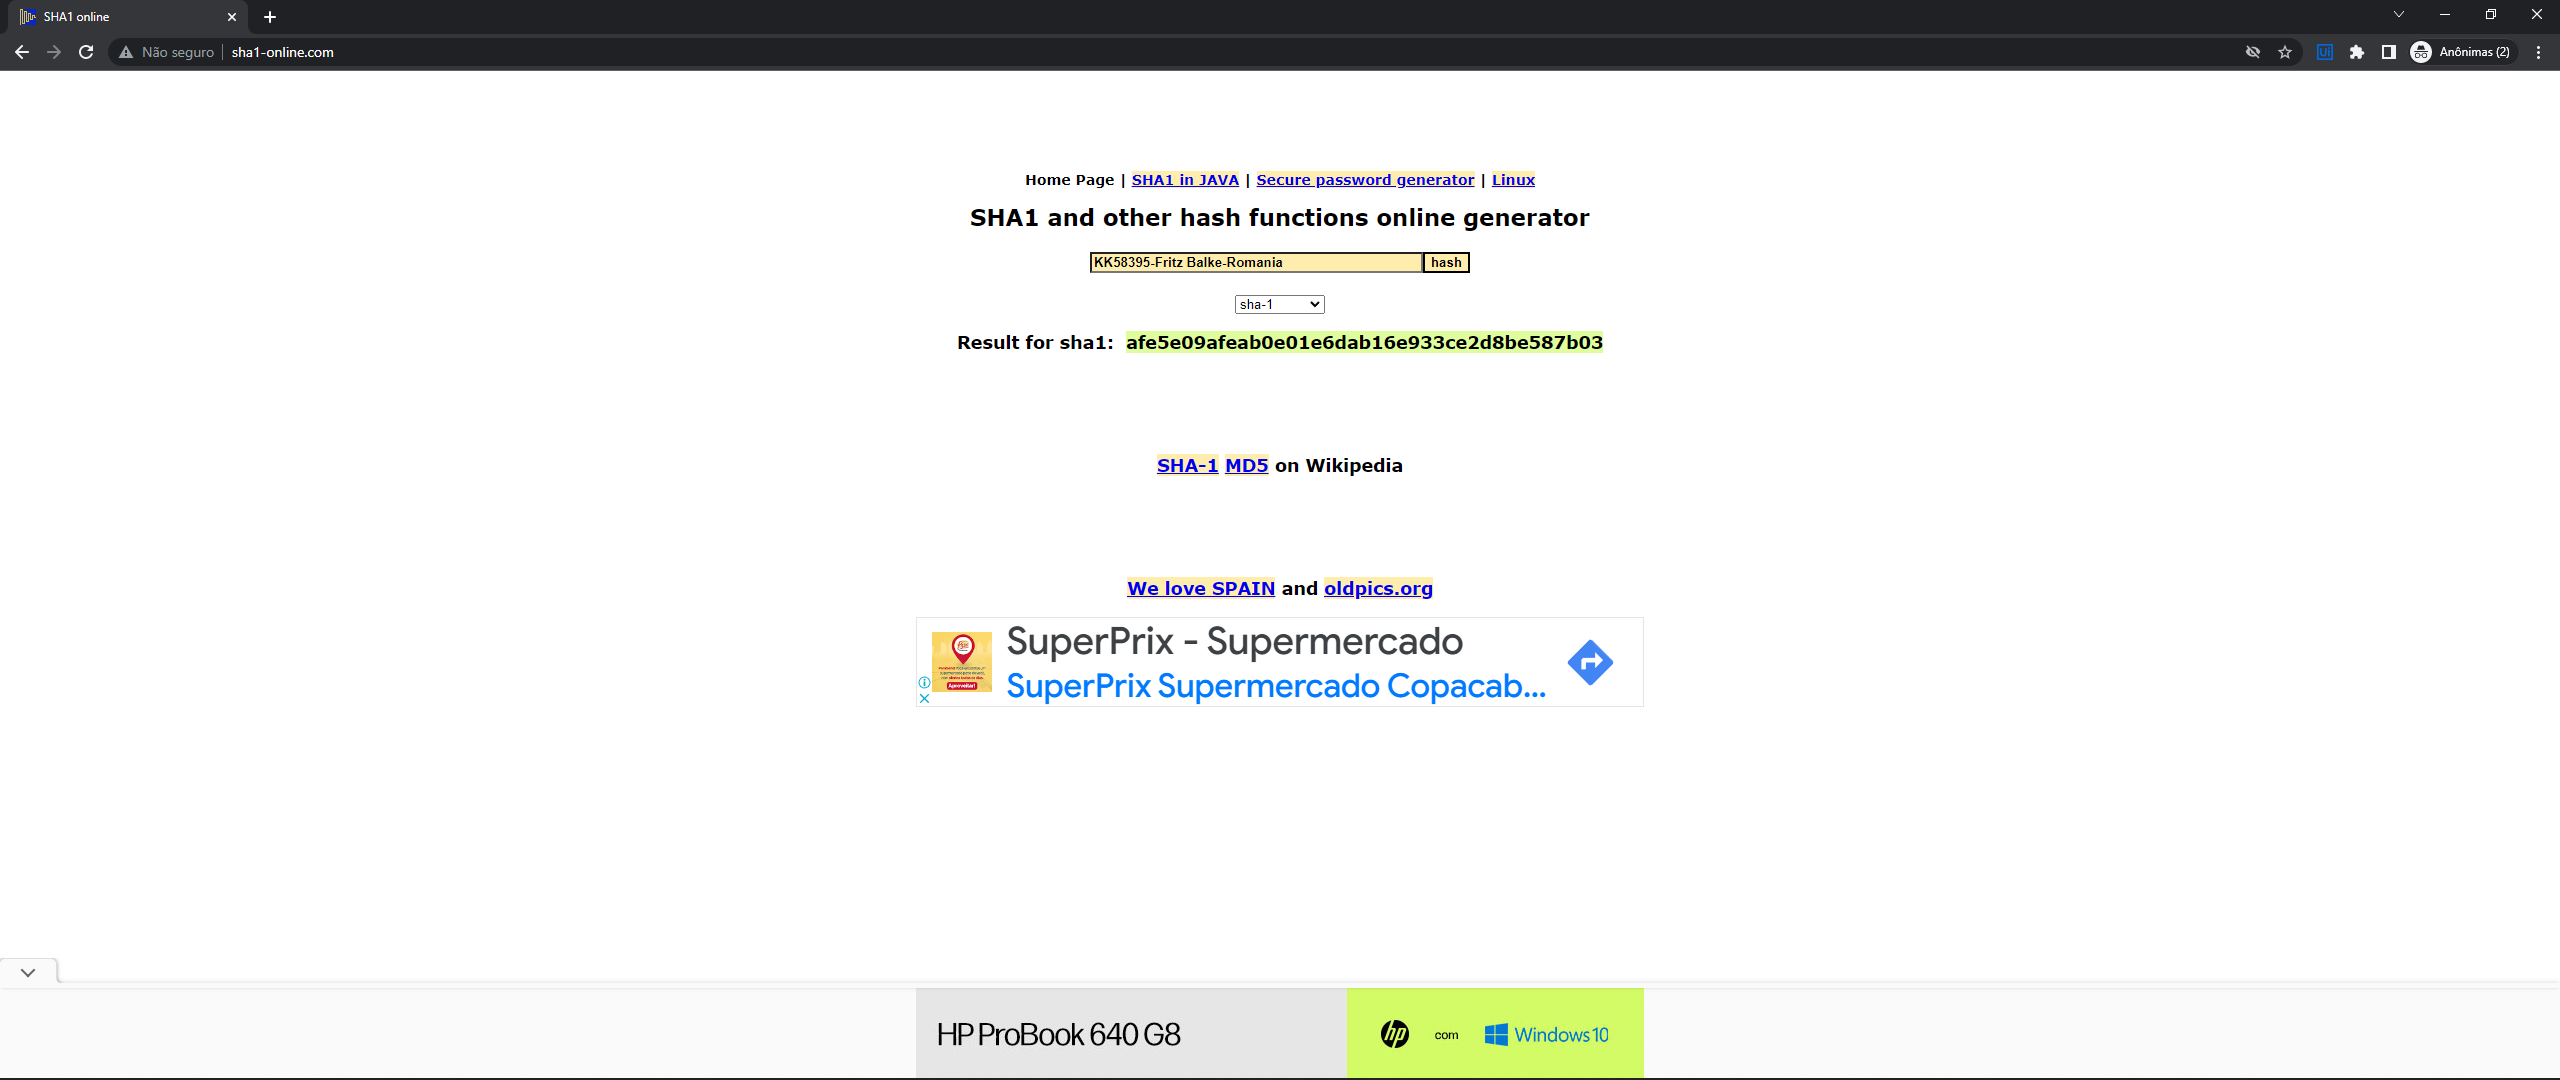 SHA1 online
Não seguro sha1-online.com Anônimas (2)
Home Page | SHA1 in JAVA | Secure password generator | Linux
SHA1 and other hash functions online generator
KK58395-Fritz Balke-Romania hash
sha-1
Result for sha1: afe5e09afeab0e01e6dab16e933ce2d8be587b03
SHA-1 MD5 on Wikipedia
We love SPAIN and oldpics.org
SuperPrix - Supermercado
SuperPrix Supermercado Copacab...
Aproveitar!
HP ProBook 640 G8
hp com Windows 10